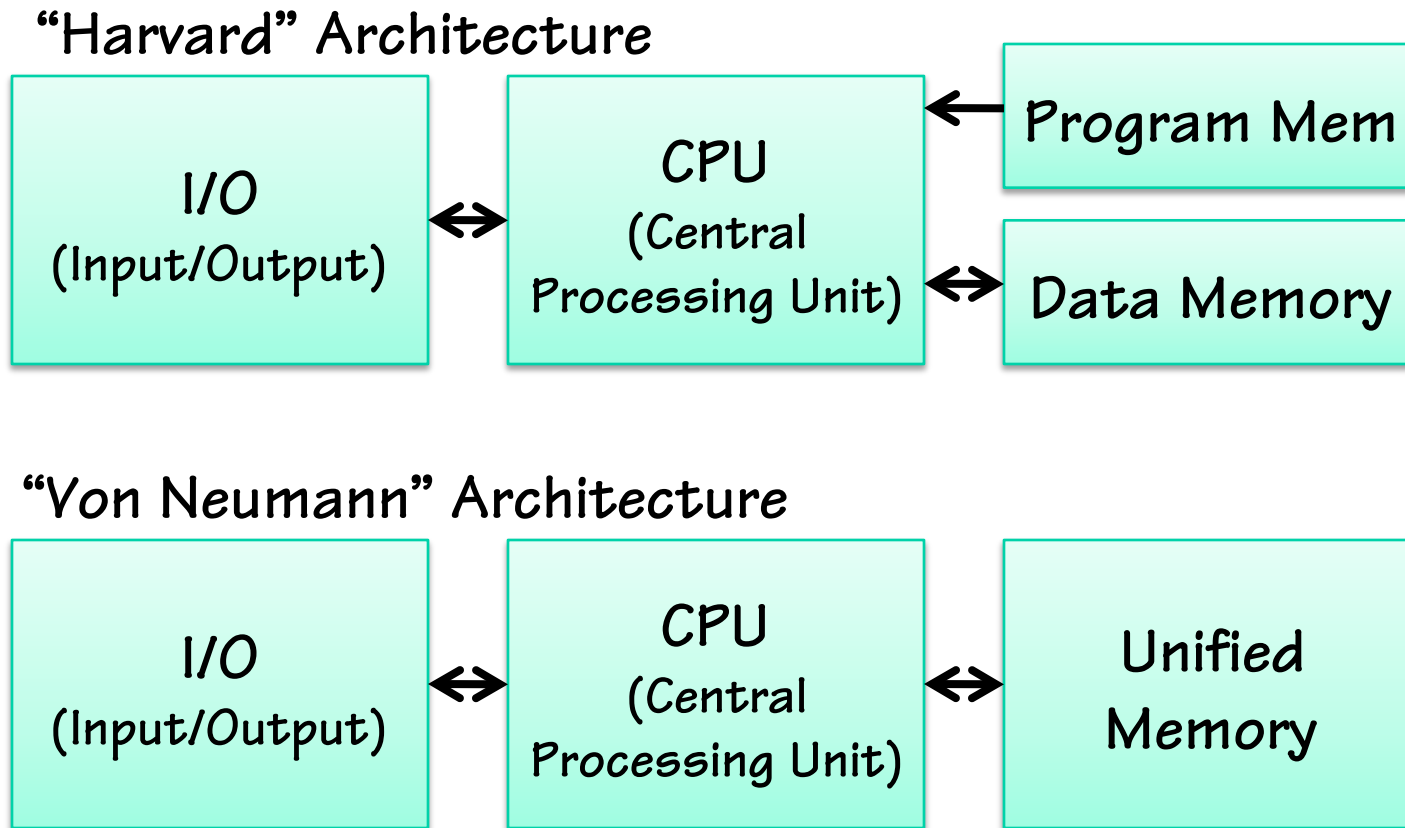 “Harvard” Architecture
I/O
(Input/Output)
CPU
(Central
Processing Unit)
Program Mem
Data Memory
“Von Neumann” Architecture
I/O
(Input/Output)
CPU
(Central
Processing Unit)
Unified
Memory